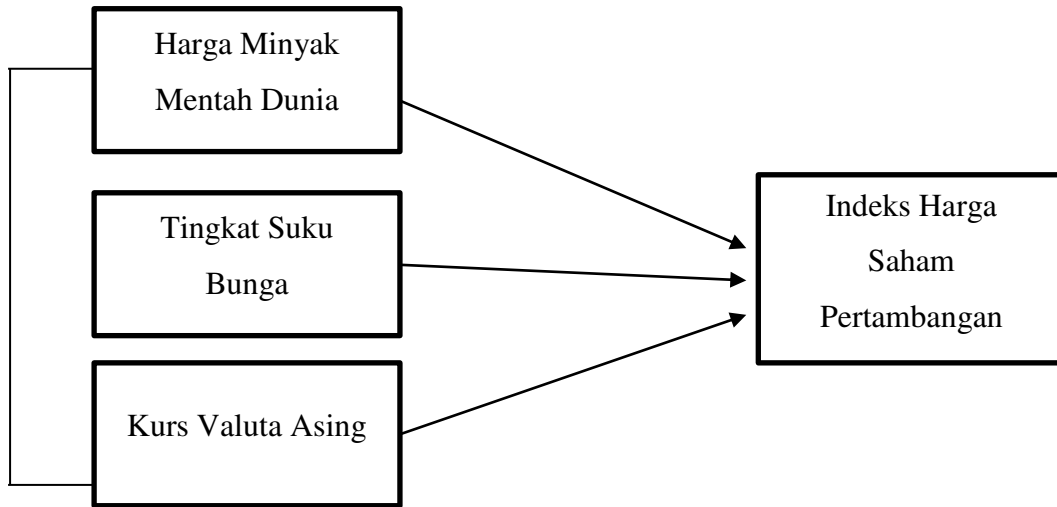 Harga Minyak
Mentah Dunia
Tingkat Suku
Bunga
Kurs Valuta Asing
Indeks Harga
Saham
Pertambangan